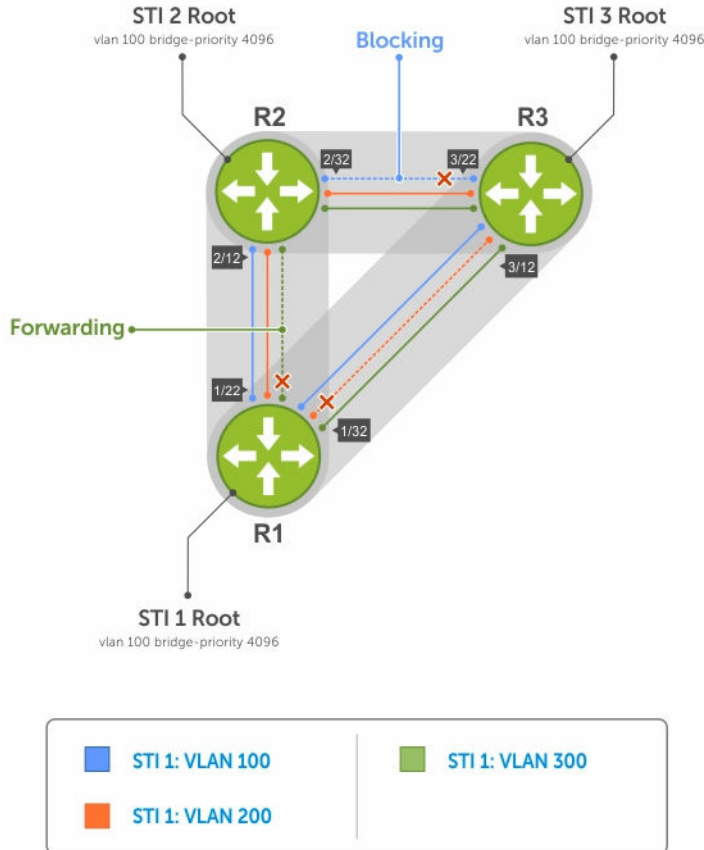 STI 2 Root
vlan 100 bridge-priority 4096
STI 3 Root
vlan 100 bridge-priority 4096
Blocking
R2
R3
2/32
3/22
2/12
3/12
Forwarding
1/22
1/32
R1
STI 1 Root
vlan 100 bridge-priority 4096
STI 1: VLAN 100
STI 1: VLAN 300
STI 1: VLAN 200